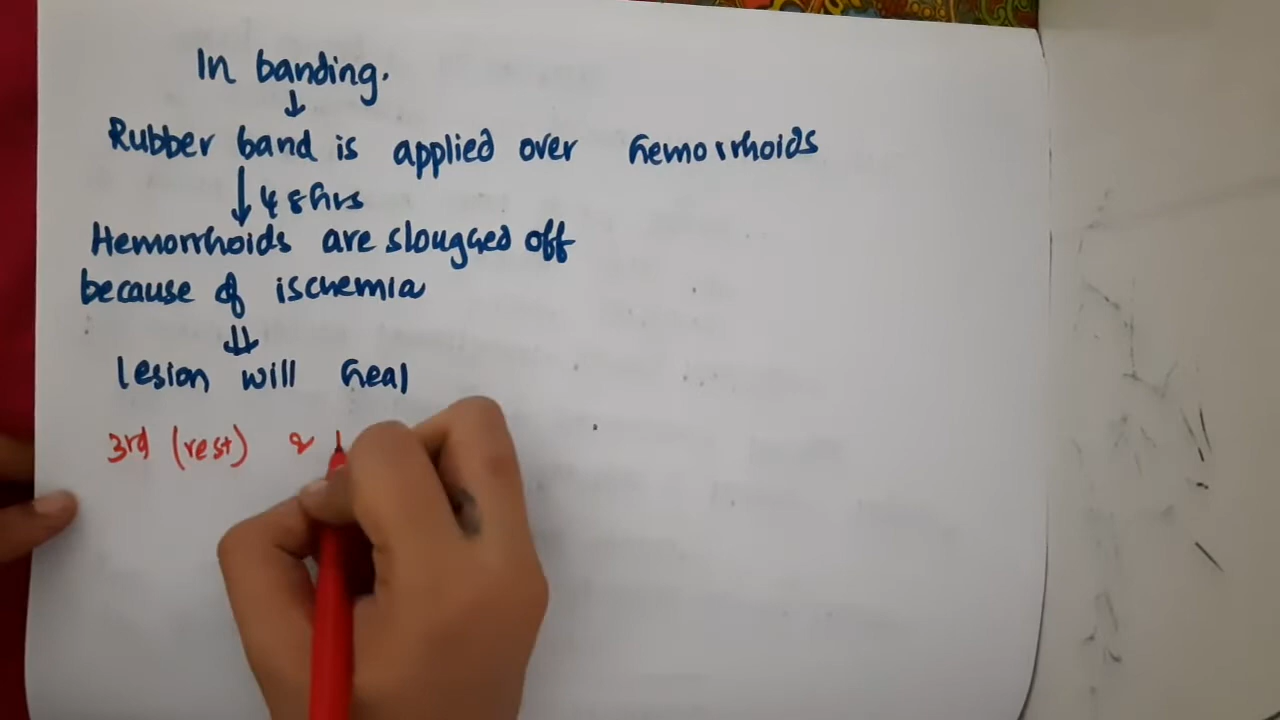 In banding.
↓
Rubber band is applied over hemorrhoids
↓ 48hrs
Hemorrhoids are sloughed off
because of ischemia
⇓
lesion will heal
3rd (rest) &